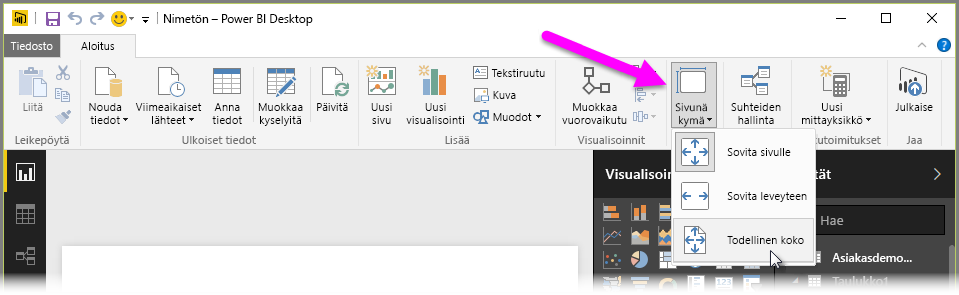 Nimetön – Power BI Desktop
Tiedosto Aloitus
Liitä
Nouda tiedot
Viimeaikaiset lähteet
Anna tiedot
Muokkaa kyselyitä
Päivitä
Uusi sivu
Uusi visualisointi
Tekstiruutu
Kuva
Muodot
Muokkaa vuorovaikutu
Sivunä kymä
Suhteiden hallinta
Uusi mittayksikkö
Julkaise
Leikepöytä
Ulkoiset tiedot
Lisää
Visualisoinnit
Jaa
Sovita sivulle
Sovita leveyteen
Todellinen koko
Hae
Asiakasdemo...